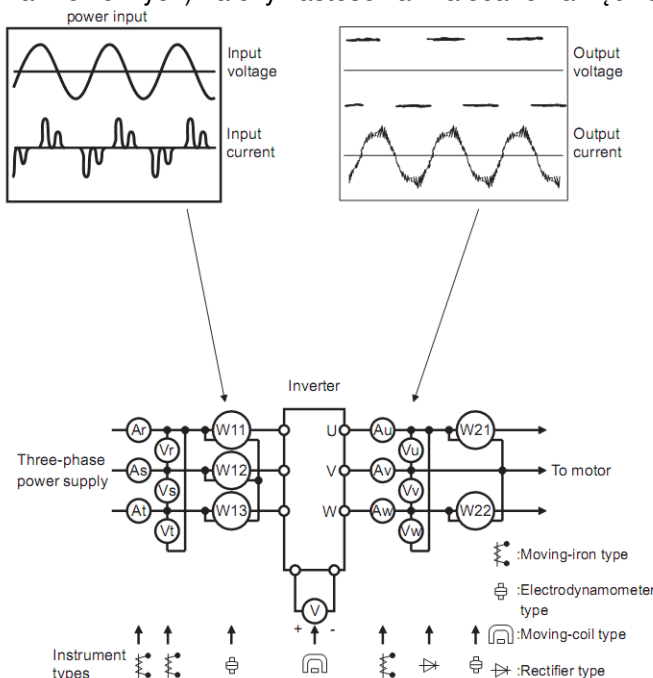 power input
Input
voltage
Input
current
Output
voltage
Output
current
Inverter
Ar
W11
U
Au
W21
Vr
Vu
Three-phase
power supply
As
W12
V
Av
To motor
Vs
Vv
At
W13
W
Aw
W22
Vt
Vw
:Moving-iron type
:Electrodynamometer
type
V
+ -
:Moving-coil type
Instrument
types
:Rectifier type